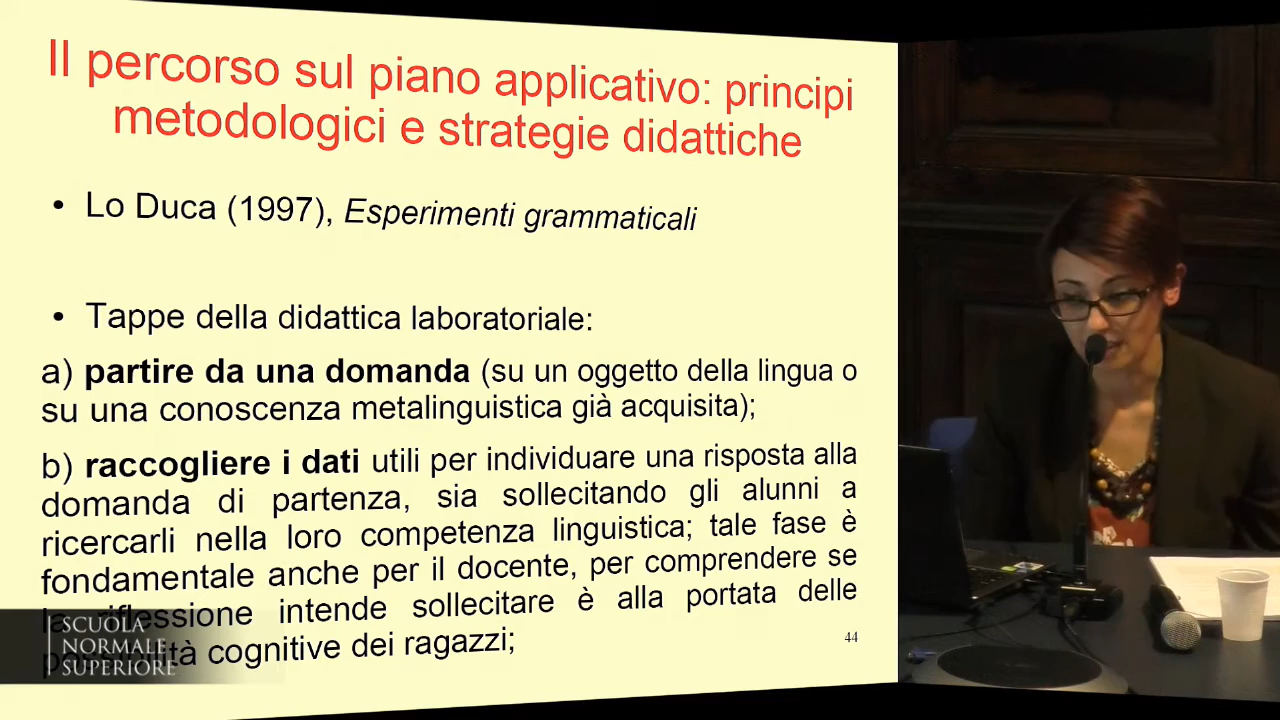 Il percorso sul piano applicativo: principi
metodologici e strategie didattiche
• Lo Duca (1997), Esperimenti grammaticali
• Tappe della didattica laboratoriale:
a) partire da una domanda (su un oggetto della lingua o
su una conoscenza metalinguistica già acquisita);
b) raccogliere i dati utili per individuare una risposta alla
domanda di partenza, sia sollecitando gli alunni a
ricercarli nella loro competenza linguistica; tale fase è
fondamentale anche per il docente, per comprendere se
la riflessione intende sollecitare è alla portata delle
possibilità cognitive dei ragazzi;
44
SCUOLA
NORMALE
SUPERIORE